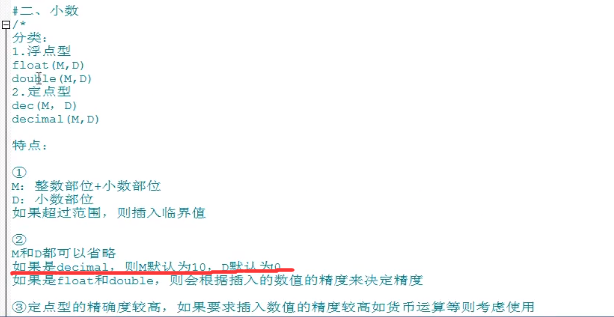 #二、小数
/*
分类：
1.浮点型
float(M,D)
double(M,D)
2.定点型
dec(M，D)
decimal(M,D)
特点：
①
M：整数部位+小数部位
D：小数部位
如果超过范围，则插入临界值
②
M和D都可以省略
如果是decimal，则M默认为10，D默认为0
如果是float和double，则会根据插入的数值的精度来决定精度
③定点型的精确度较高，如果要求插入数值的精度较高如货币运算等则考虑使用